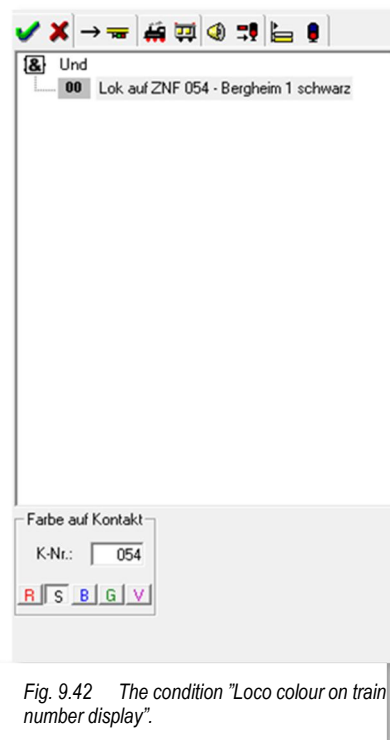 & Und
00 Lok auf ZNF 054 - Bergheim 1 schwarz
Farbe auf Kontakt
K-Nr.: 054
R S B G V
Fig. 9.42 The condition ”Loco colour on train
number display”.